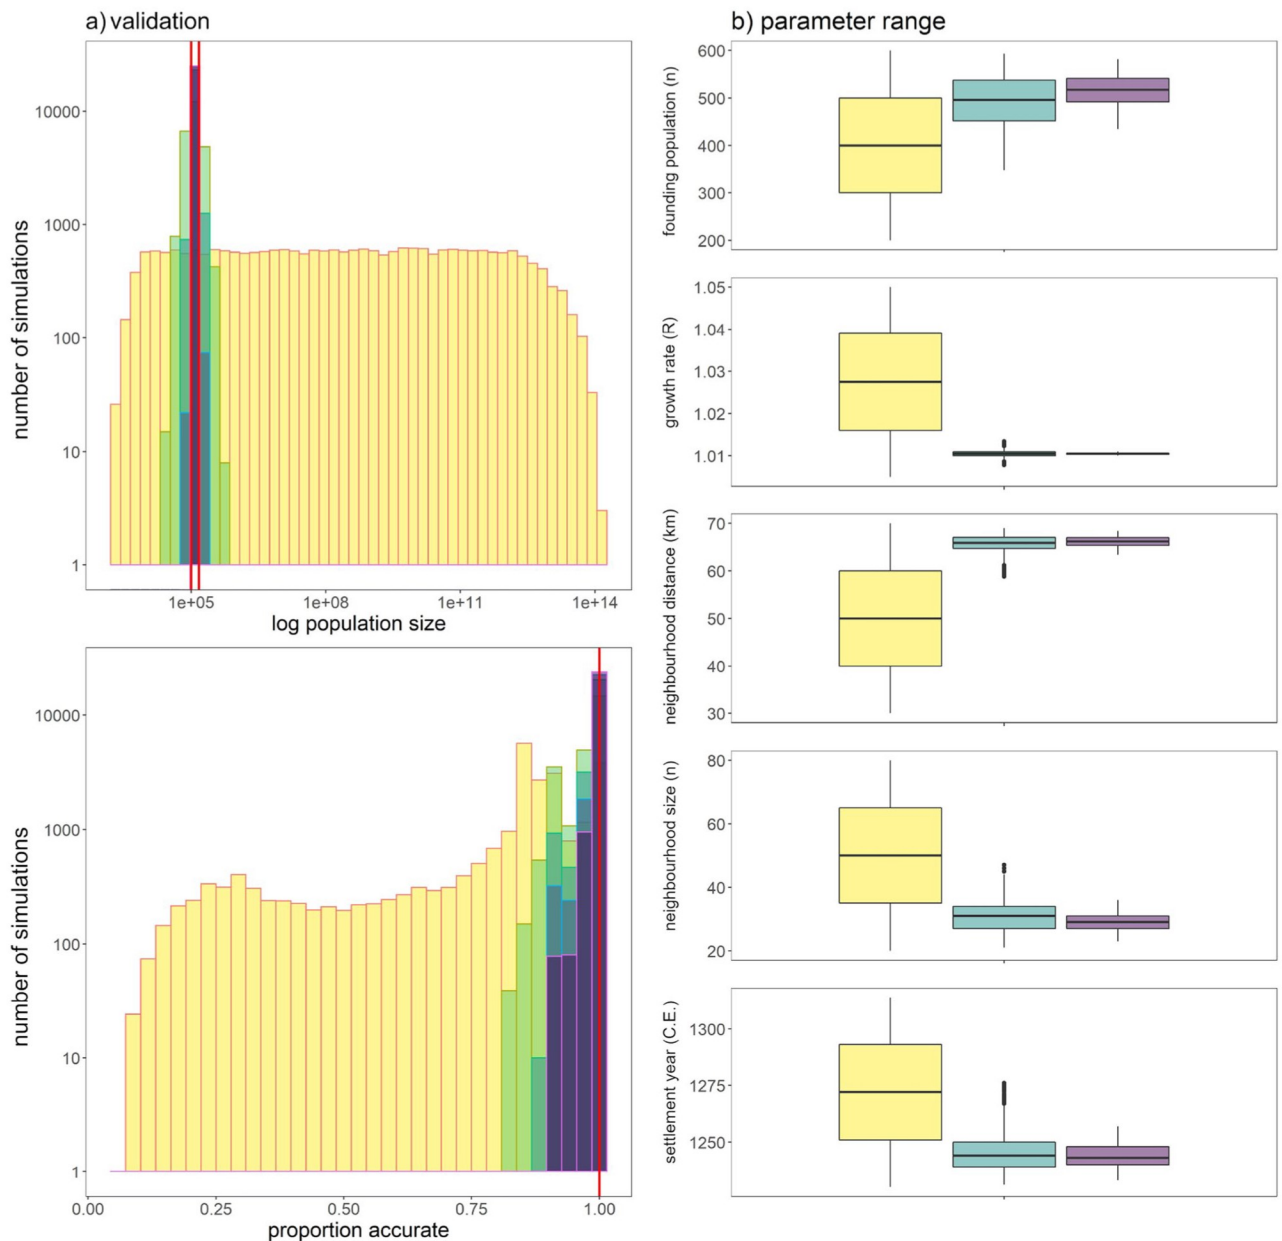 a) validation
10000
1000
100
10
1
number of simulations
1e+05
1e+08
1e+11
1e+14
log population size
10000
1000
100
10
1
number of simulations
0.00
0.25
0.50
0.75
1.00
proportion accurate
b) parameter range
600
500
400
300
200
founding population (n)
1.05
1.04
1.03
1.02
1.01
growth rate (R)
70
60
50
40
30
neighbourhood distance (km)
80
60
40
20
neighbourhood size (n)
1300
1275
1250
settlement year (C.E.)